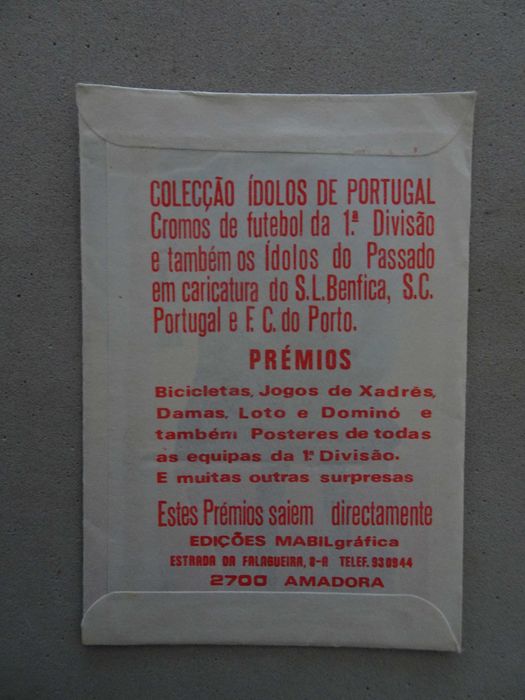 COLECÇÃO ÍDOLOS DE PORTUGAL
Cromos de futebol da 1.ª Divisão
e também os Ídolos do Passado
em caricatura do S.L.Benfica, S.C.
Portugal e F. C. do Porto.
PRÉMIOS
Bicicletas, Jogos de Xadrês,
Damas, Loto e Dominó e
também Posteres de todas
as equipas da 1.ª Divisão.
E muitas outras surpresas
Estes Prémios saiem directamente
EDIÇÕES MABILgráfica
ESTRADA DA FALAGUEIRA, 8-A TELEF. 930944
2700 AMADORA